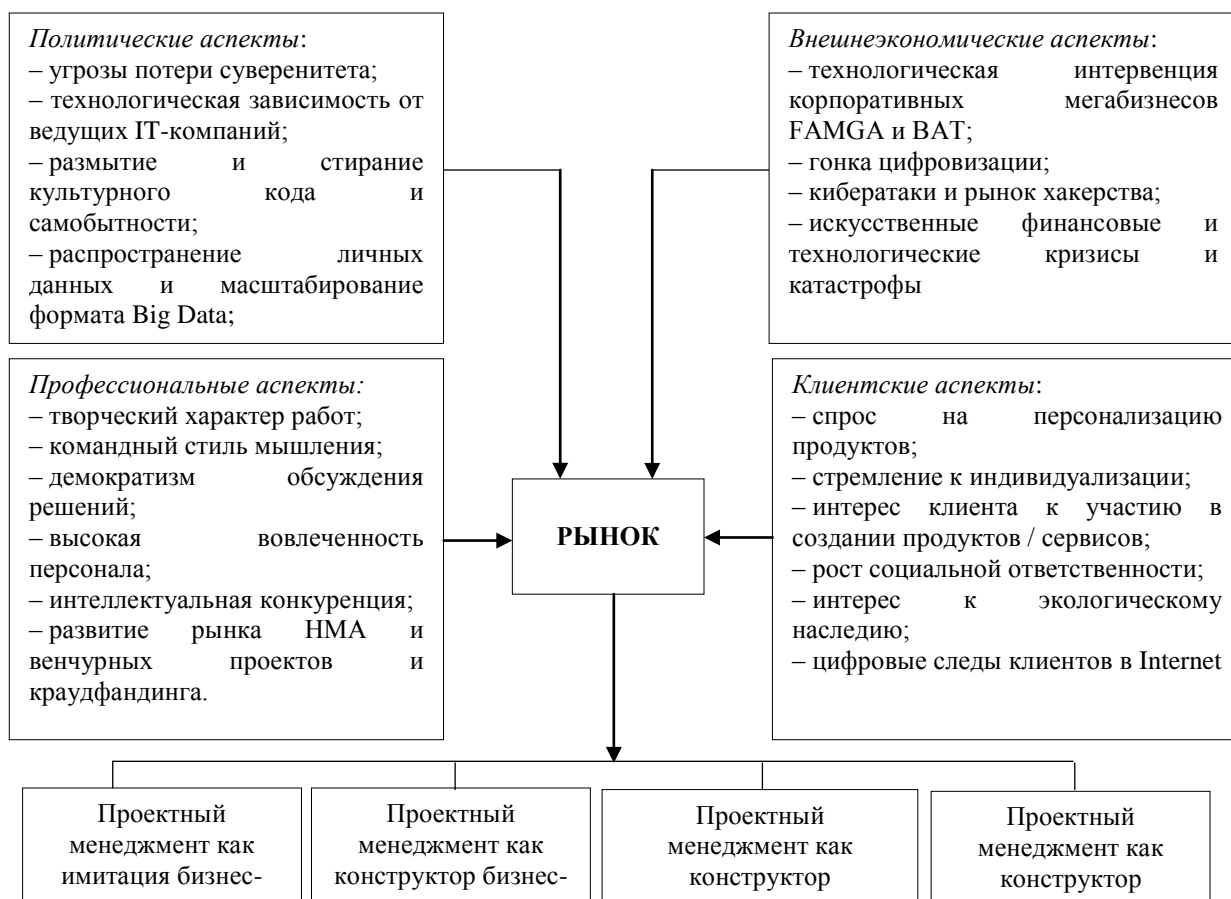 Политические аспекты:
– угрозы потери суверенитета;
– технологическая зависимость от
ведущих IT-компаний;
– размытие и стирание
культурного кода и
самобытности;
– распространение личных
данных и масштабирование
формата Big Data;
Внешнеэкономические аспекты:
– технологическая интервенция
корпоративных мегабизнесов
FAMGA и BAT;
– гонка цифровизации;
– кибератаки и рынок хакерства;
– искусственные финансовые и
технологические кризисы и
катастрофы
Профессиональные аспекты:
– творческий характер работ;
– командный стиль мышления;
– демократизм обсуждения
решений;
– высокая вовлеченность
персонала;
– интеллектуальная конкуренция;
– развитие рынка НМА и
венчурных проектов и
краудфандинга.
РЫНОК
Клиентские аспекты:
– спрос на персонализацию
продуктов;
– стремление к индивидуализации;
– интерес клиента к участию в
создании продуктов / сервисов;
– рост социальной ответственности;
– интерес к экологическому
наследию;
– цифровые следы клиентов в Internet
Проектный
менеджмент как
имитация бизнес-
Проектный
менеджмент как
конструктор бизнес-
Проектный
менеджмент как
конструктор
Проектный
менеджмент как
конструктор